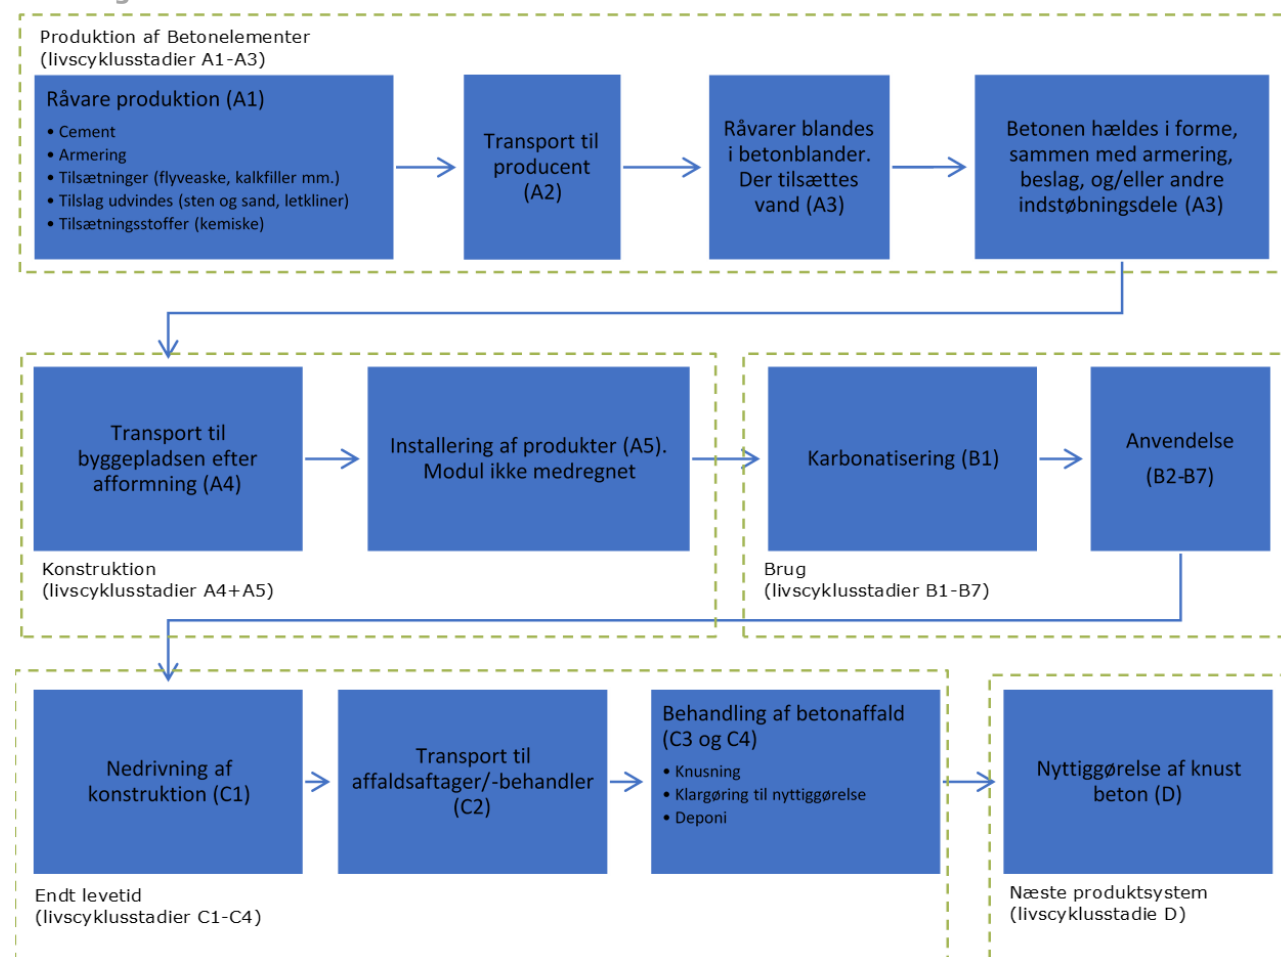 Produktion af Betonelementer
(livscyklusstadier A1-A3)
Råvare produktion (A1)
• Cement
• Armering
• Tilsætninger (flyveaske, kalkfiller mm.)
• Tilslag udvindes (sten og sand, letkliner)
• Tilsætningsstoffer (kemiske)
Transport til
producent
(A2)
Råvarer blandes
i betonblander.
Der tilsættes
vand (A3)
Betonen hældes i forme,
sammen med armering,
beslag, og/eller andre
indstøbningsdele (A3)
Transport til
byggepladsen efter
afformning (A4)
Installering af produkter (A5).
Modul ikke medregnet
Konstruktion
(livscyklusstadier A4+A5)
Karbonatisering (B1)
Anvendelse
(B2-B7)
Brug
(livscyklusstadier B1-B7)
Nedrivning af
konstruktion (C1)
Transport til
affaldsaftager/-behandler
(C2)
Behandling af betonaffald
(C3 og C4)
• Knusning
• Klargøring til nyttiggørelse
• Deponi
Endt levetid
(livscyklusstadier C1-C4)
Nyttiggørelse af knust
beton (D)
Næste produktsystem
(livscyklusstadie D)